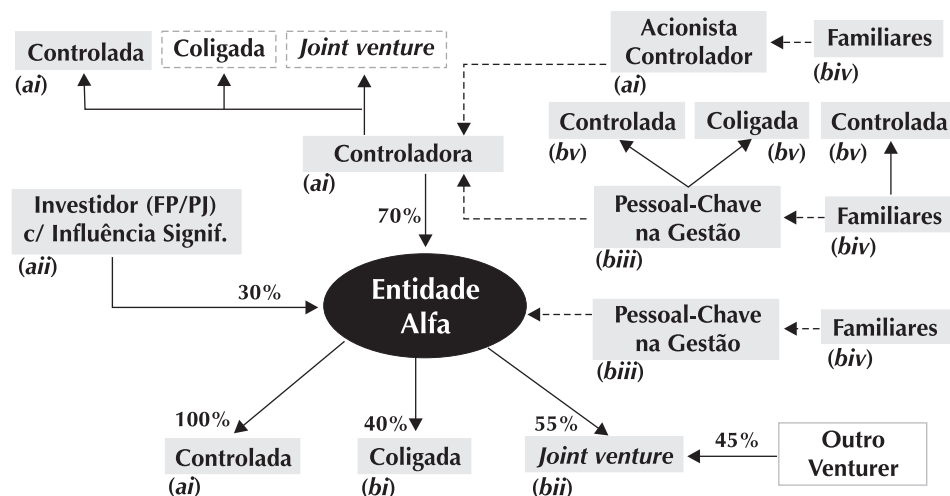 Controlada
(ai)
Coligada
Joint venture
Acionista
Controlador
(ai)
Familiares
(biv)
Controladora
(ai)
Controlada
(bv)
Coligada
(bv)
Controlada
(bv)
Investidor (FP/PJ)
c/ Influência Signif.
(aii)
70%
Pessoal-Chave
na Gestão
(biii)
Familiares
(biv)
30%
Entidade
Alfa
Pessoal-Chave
na Gestão
(biii)
Familiares
(biv)
100%
40%
55%
45%
Controlada
(ai)
Coligada
(bi)
Joint venture
(bii)
Outro
Venturer